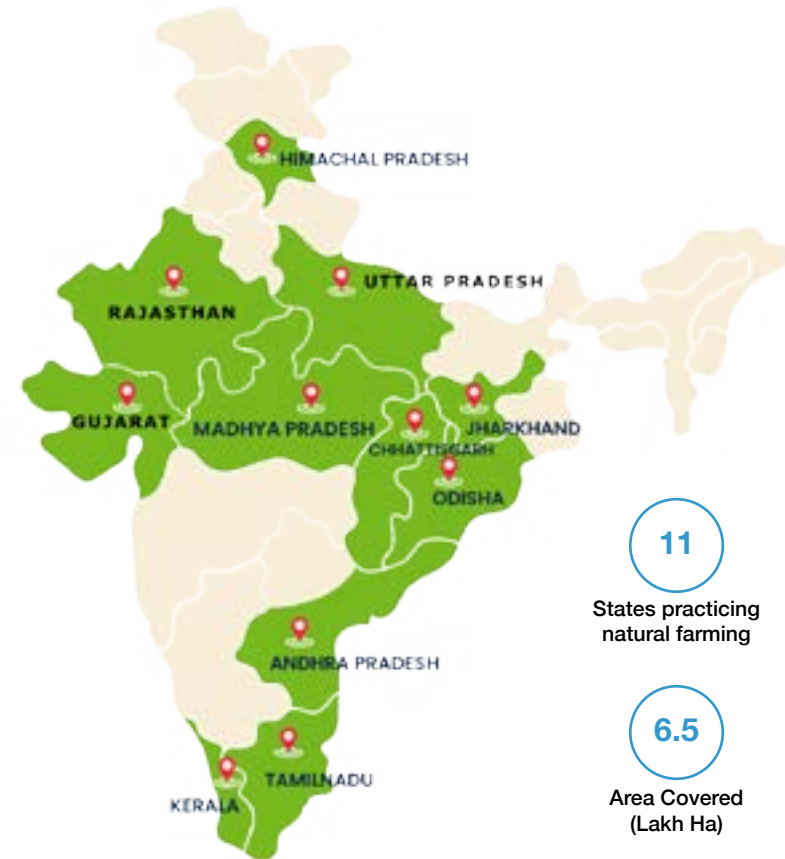 HIMACHAL PRADESH
UTTAR PRADESH
RAJASTHAN
GUJARAT
MADHYA PRADESH
JHARKHAND
CHHATTISGARH
ODISHA
11
States practicing
natural farming
ANDHRA PRADESH
6.5
TAMILNADU
KERALA
Area Covered
(Lakh Ha)